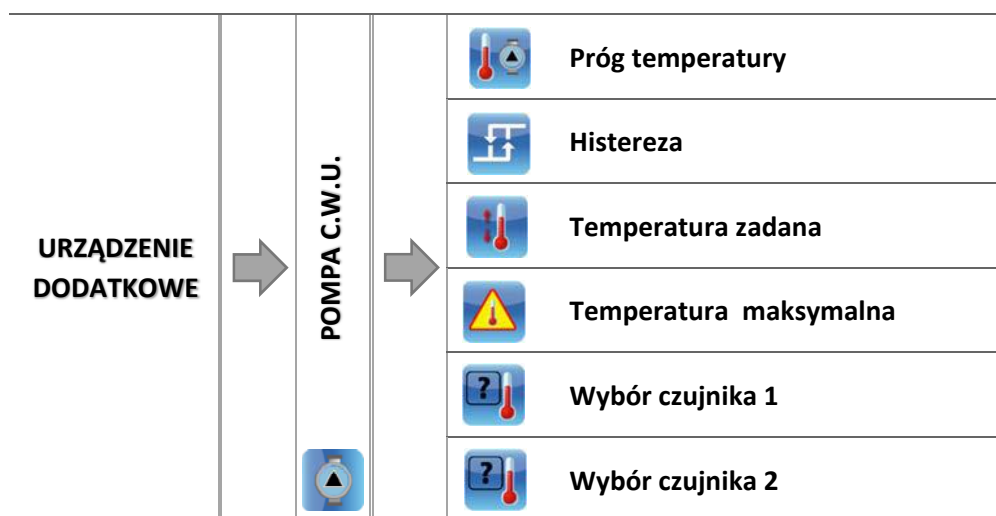 URZĄDZENIE
DODATKOWE
POMPA C.W.U.
Próg temperatury
Histereza
Temperatura zadana
Temperatura maksymalna
?
Wybór czujnika 1
?
Wybór czujnika 2